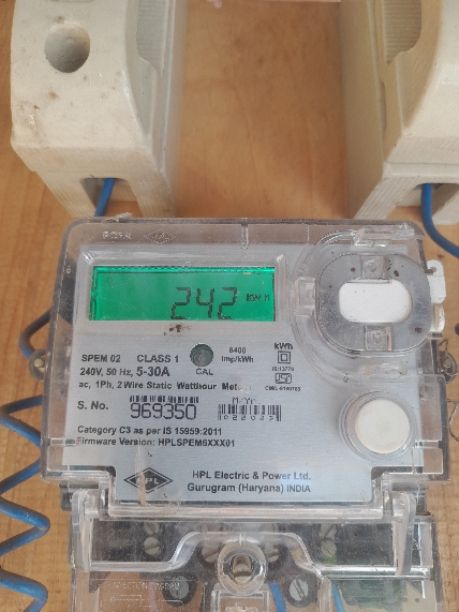 242
SPEM 02 CLASS 1 6400 kWh
240V, 50 Hz, 5-30A CAL imp/kWh
ac, 1Ph, 2 Wire Static Watthour Meter
S. No. 969350
Category C3 as per IS 15959:2011
Firmware Version: HPLSPEM6XXX01
HPL HPL Electric & Power Ltd.
Gurugram (Haryana) INDIA